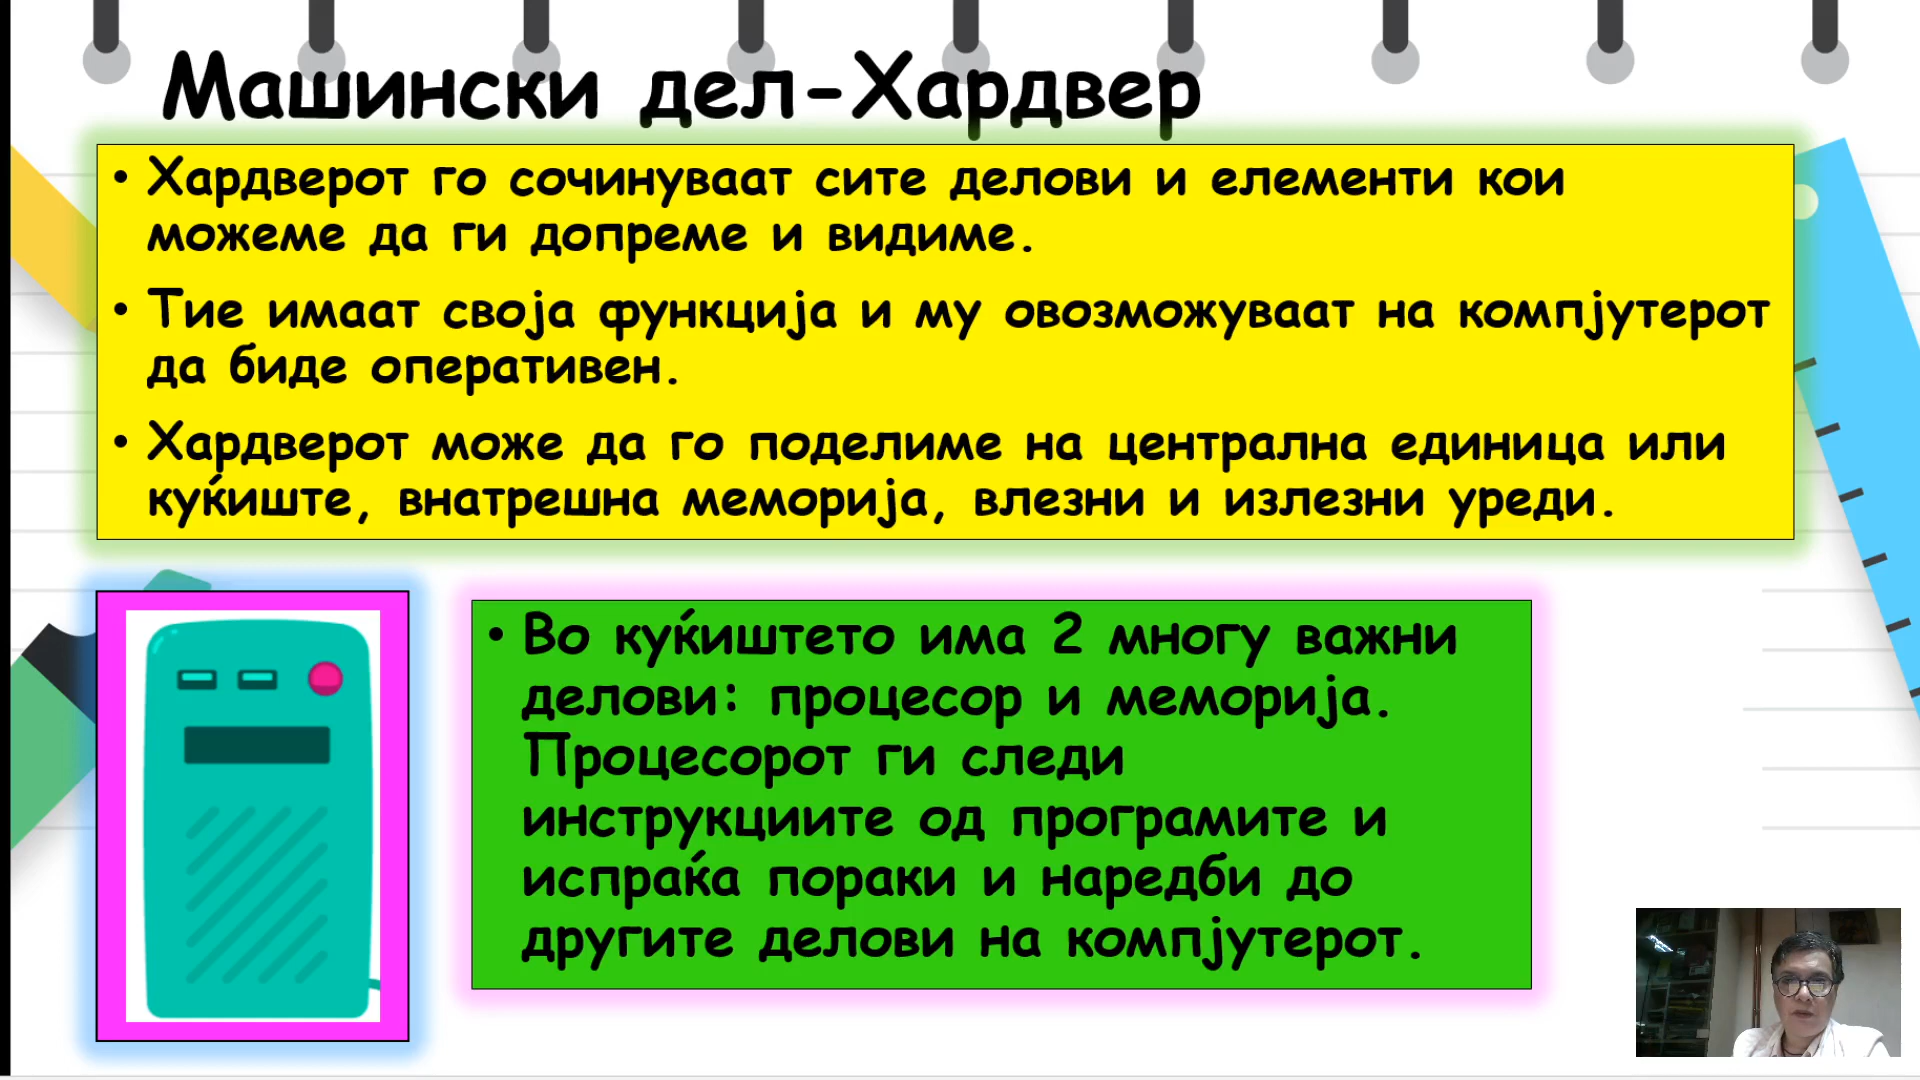 Машински дел-Хардвер
• Хардверот го сочинуваат сите делови и елементи кои
можеме да ги допреме и видиме.
• Тие имаат своја функција и му овозможуваат на компјутерот
да биде оперативен.
• Хардверот може да го поделиме на централна единица или
куќиште, внатрешна меморија, влезни и излезни уреди.
• Во куќиштето има 2 многу важни
делови: процесор и меморија.
Процесорот ги следи
инструкциите од програмите и
испраќа пораки и наредби до
другите делови на компјутерот.